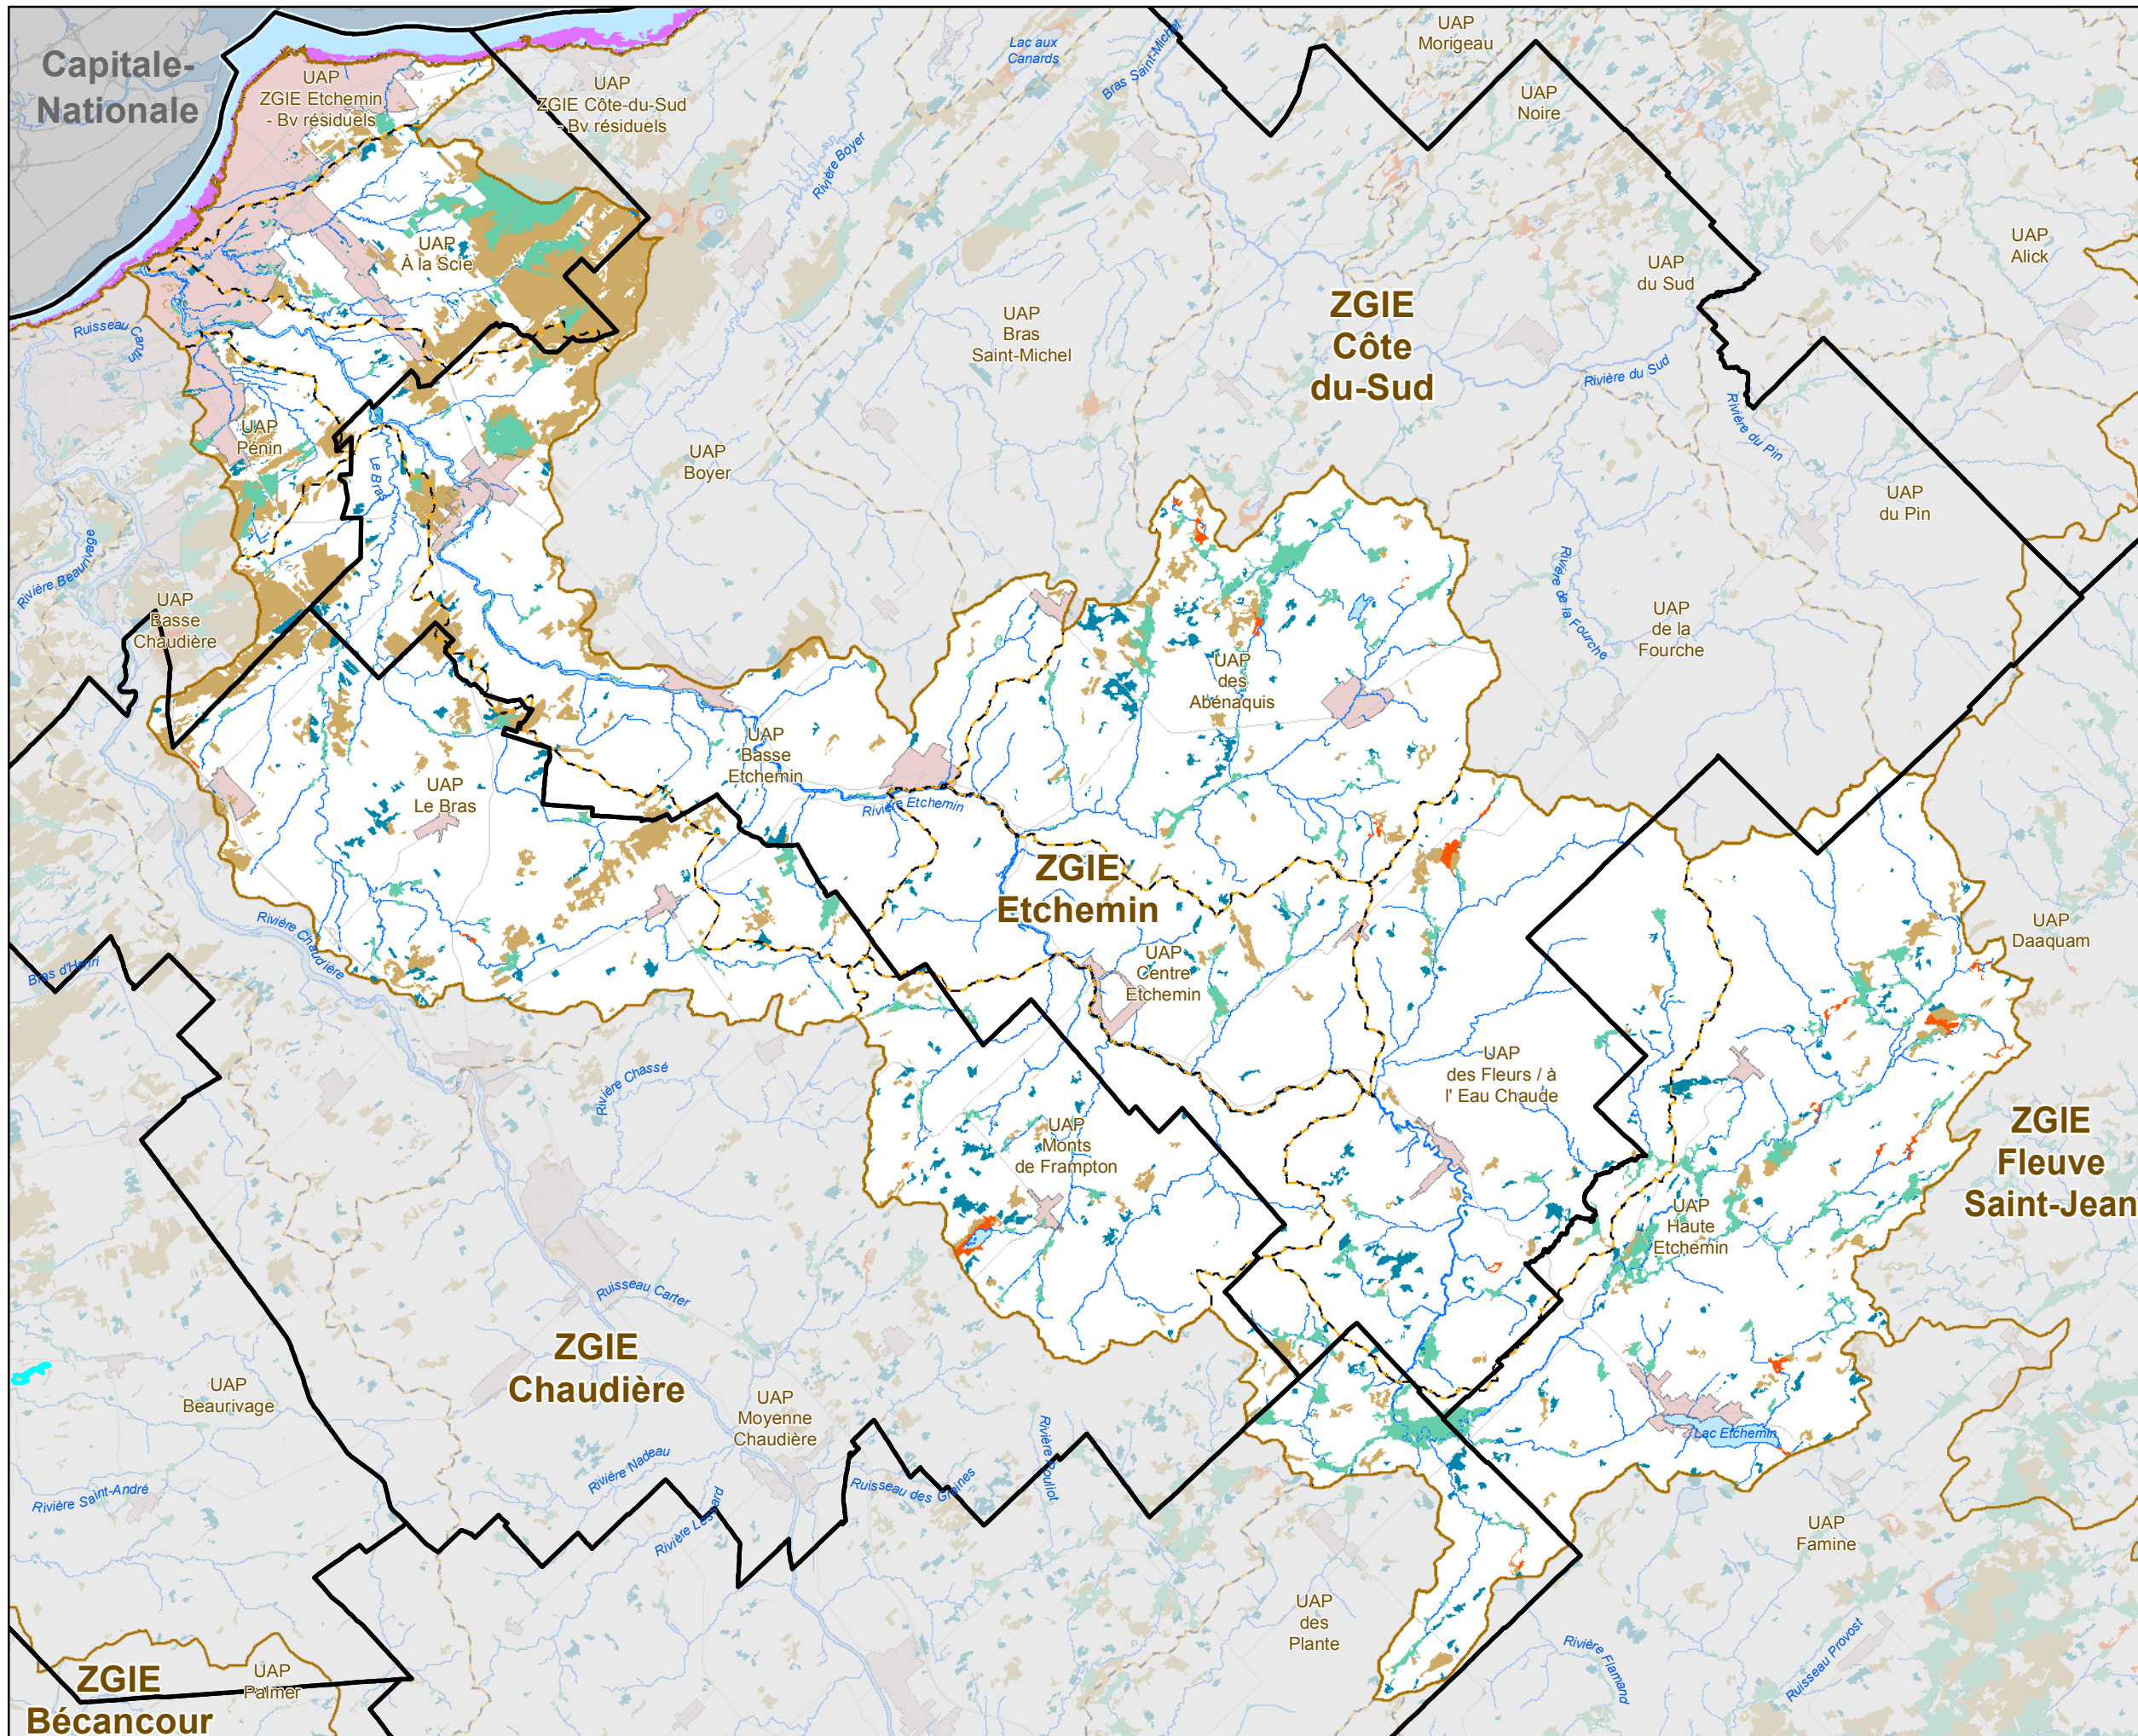 Capitale-
Nationale
UAP
ZGIE Etchemin
- Bv résiduels
UAP
ZGIE Côte-du-Sud
- Bv résiduels
Lac aux
Canards
Bras Saint-Michel
UAP
Morigeau
UAP
Noire
Rivière Boyer
UAP
À la Scie
UAP
du Sud
UAP
Alick
Ruisseau Cantin
UAP
Bras
Saint-Michel
ZGIE
Côte
du-Sud
Rivière du Sud
Rivière du Pin
UAP
Pénin
Le Bras
UAP
Boyer
UAP
du Pin
Rivière Beaurivage
Rivière de la Fourche
UAP
Basse
Chaudière
UAP
de la
Fourche
UAP
des
Abénaquis
UAP
Basse
Etchemin
UAP
Le Bras
Rivière Etchemin
ZGIE
Etchemin
Rivière Chaudière
Bras d'Henri
UAP
Centre
Etchemin
UAP
Daaquam
Rivière Chassé
UAP
des Fleurs / à
l' Eau Chaude
UAP
Monts
de Frampton
ZGIE
Fleuve
Saint-Jean
UAP
Haute
Etchemin
Ruisseau Carter
ZGIE
Chaudière
UAP
Beaurivage
UAP
Moyenne
Chaudière
Lac Etchemin
Rivière Nadeau
Rivière Lessard
Ruisseau des Graines
Rivière Pouliot
Rivière Saint-André
UAP
Famine
UAP
des
Plante
Rivière Flamand
Ruisseau Provost
ZGIE
Bécancour
UAP
Palmer